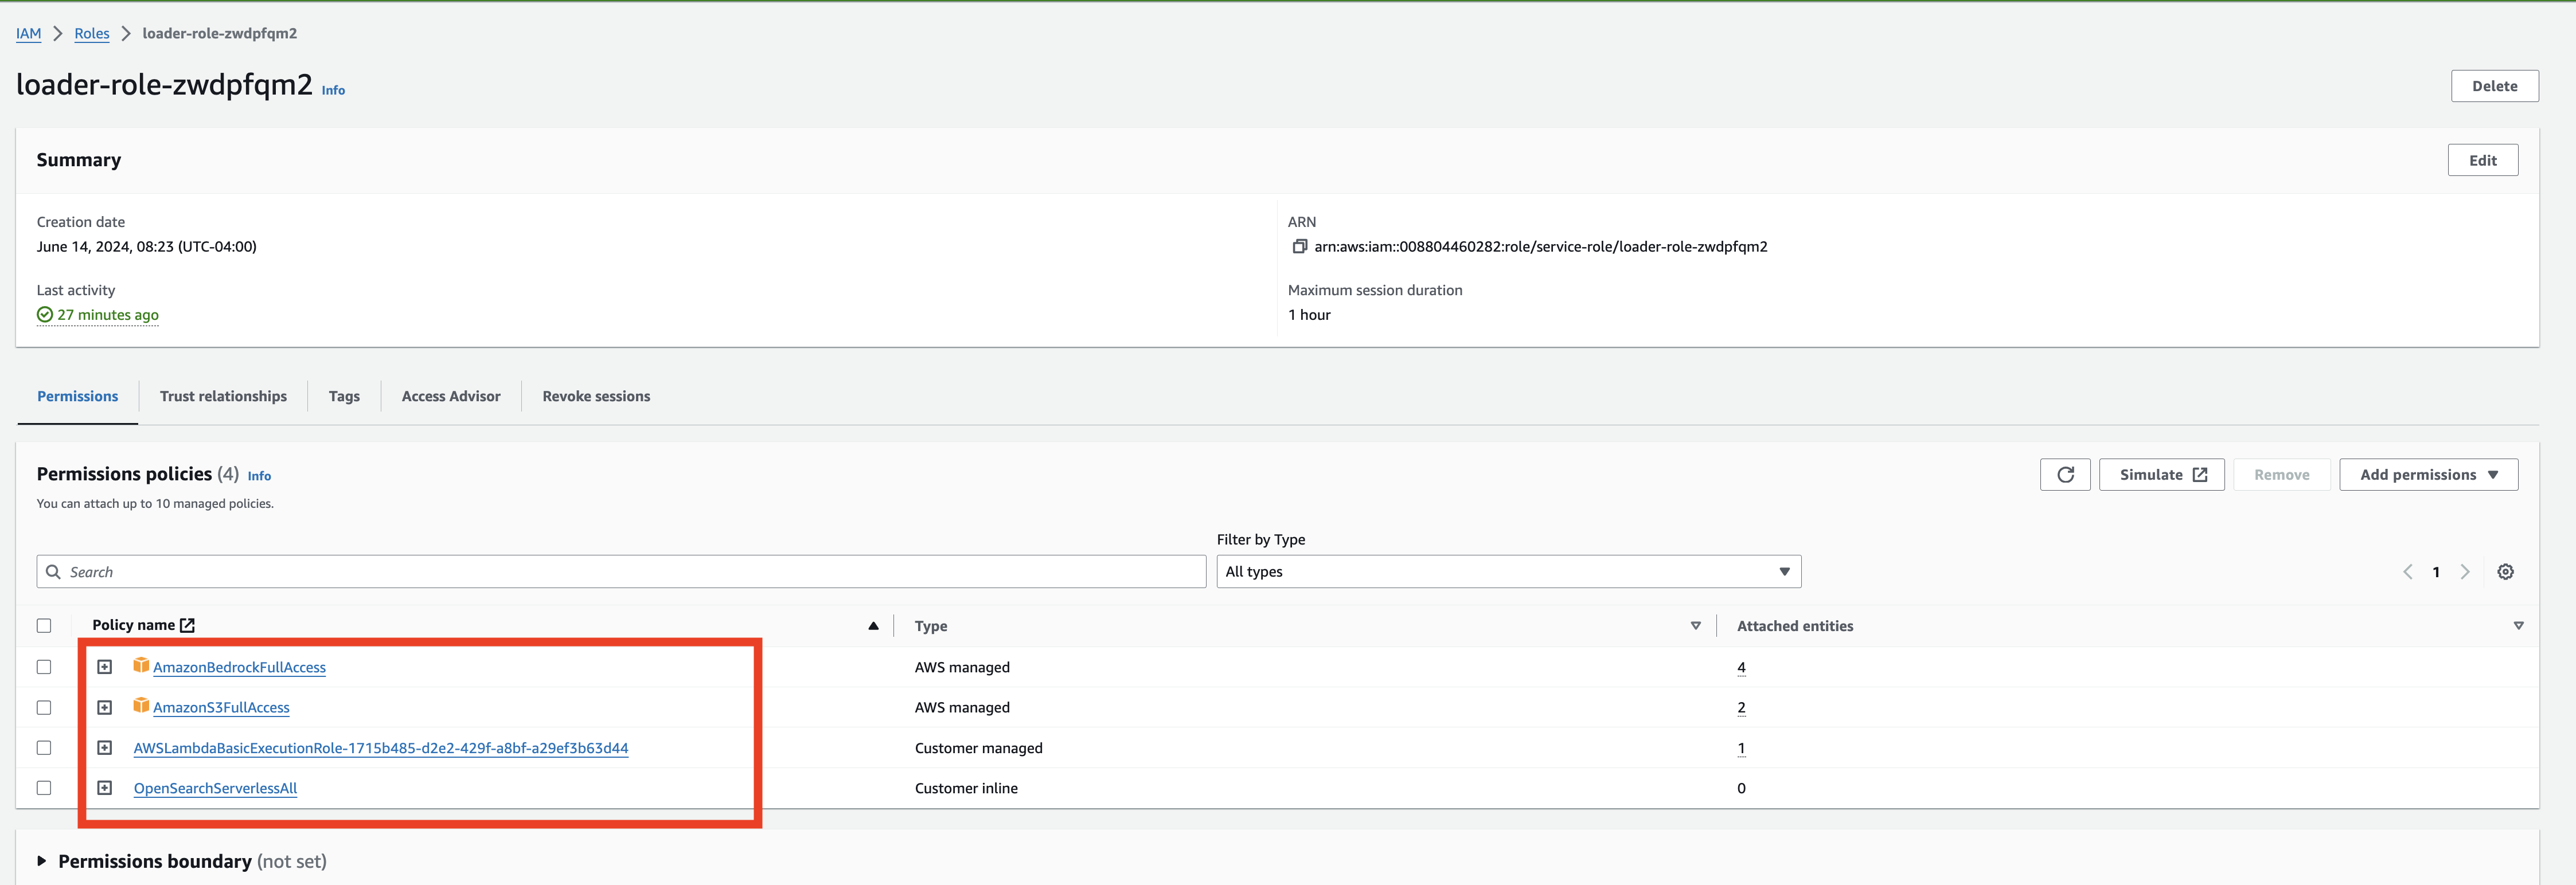 IAM > Roles > loader-role-zwdpfqm2
loader-role-zwdpfqm2 Info
Delete
Summary
Edit
Creation date
June 14, 2024, 08:23 (UTC-04:00)
ARN
arn:aws:iam::008804460282:role/service-role/loader-role-zwdpfqm2
Last activity
27 minutes ago
Maximum session duration
1 hour
Permissions Trust relationships Tags Access Advisor Revoke sessions
Permissions policies (4) Info
You can attach up to 10 managed policies.
Simulate Remove Add permissions
Filter by Type
Search All types 1
Policy name Type Attached entities
AmazonBedrockFullAccess AWS managed 4
AmazonS3FullAccess AWS managed 2
AWSLambdaBasicExecutionRole-1715b485-d2e2-429f-a8bf-a29ef3b63d44 Customer managed 1
OpenSearchServerlessAll Customer inline 0
Permissions boundary (not set)